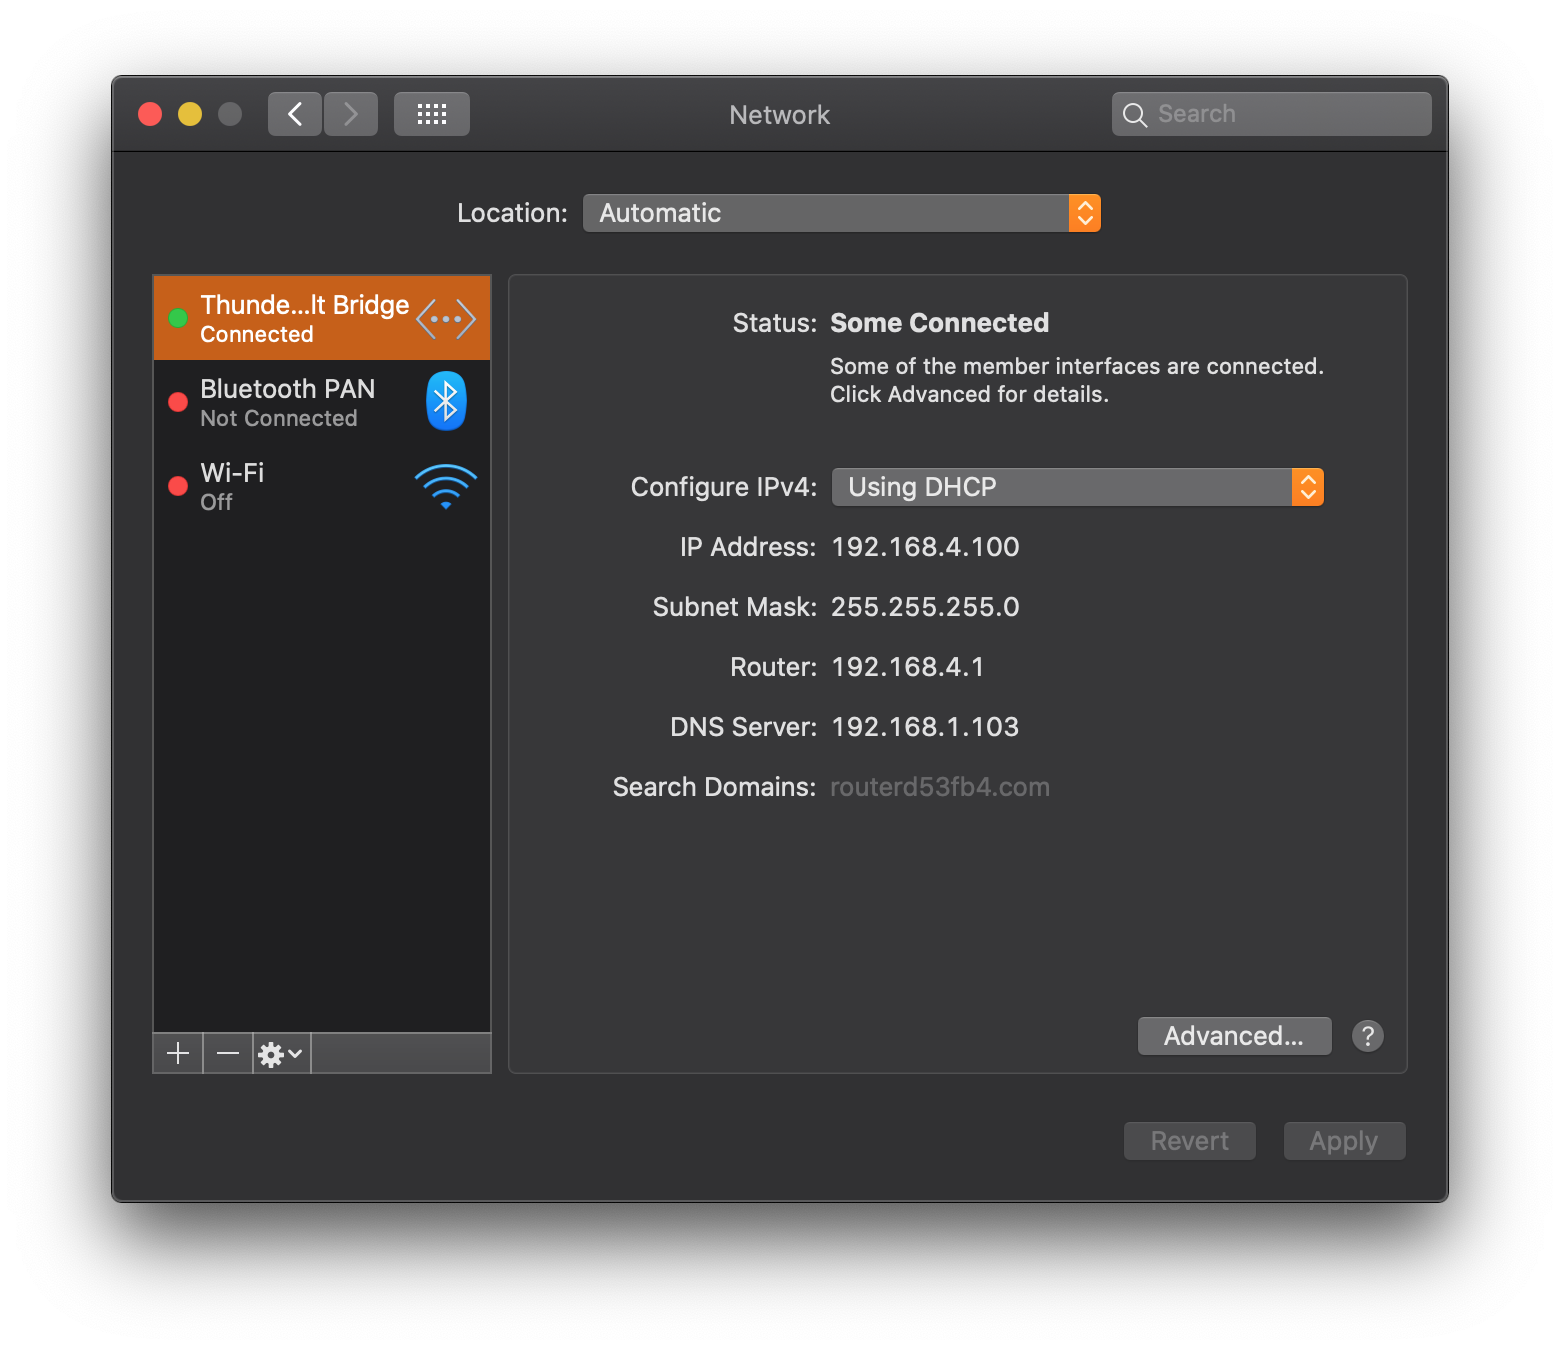 Network
Search
Location: Automatic
Thunde...lt Bridge
Connected
Bluetooth PAN
Not Connected
Wi-Fi
Off
Status: Some Connected
Some of the member interfaces are connected.
Click Advanced for details.
Configure IPv4: Using DHCP
IP Address: 192.168.4.100
Subnet Mask: 255.255.255.0
Router: 192.168.4.1
DNS Server: 192.168.1.103
Search Domains: routerd53fb4.com
Advanced... ?
Revert Apply